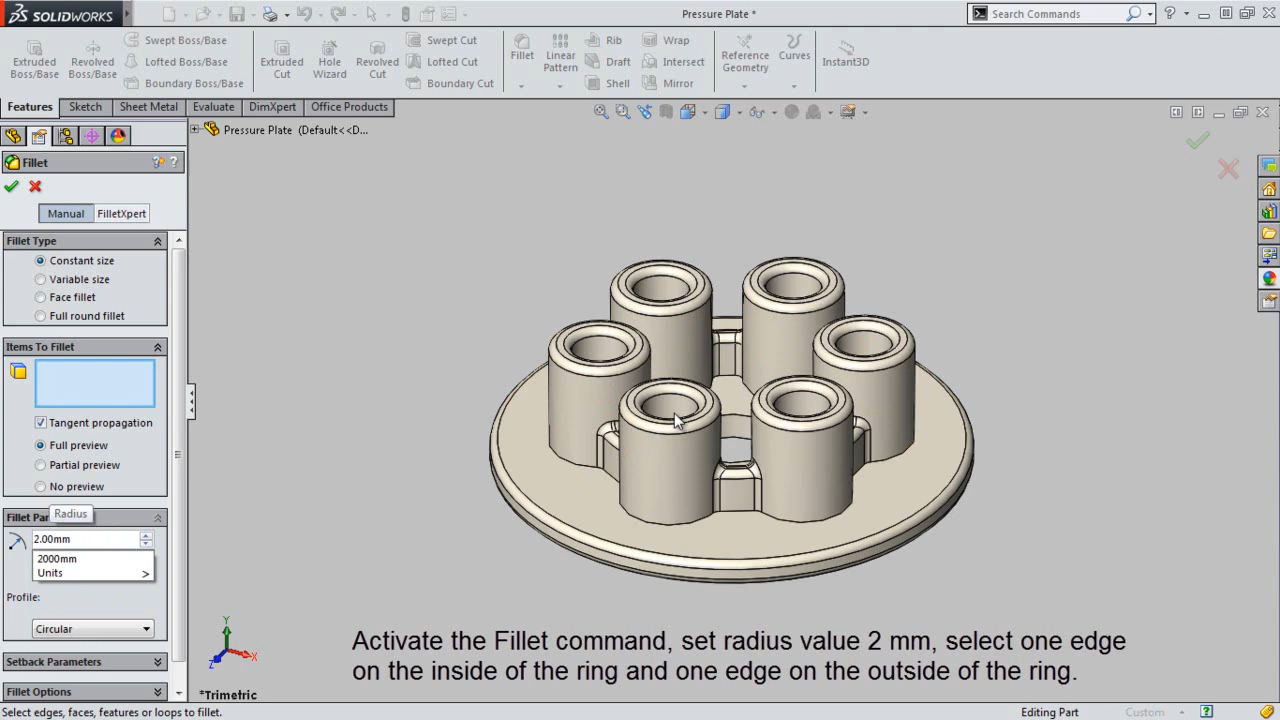 SOLIDWORKS
Pressure Plate *
Search Commands
Extruded Boss/Base
Revolved Boss/Base
Swept Boss/Base
Lofted Boss/Base
Boundary Boss/Base
Extruded Cut
Hole Wizard
Revolved Cut
Swept Cut
Lofted Cut
Boundary Cut
Fillet
Linear Pattern
Rib
Draft
Shell
Wrap
Intersect
Mirror
Reference Geometry
Curves
Instant3D
Features
Sketch
Sheet Metal
Evaluate
DimXpert
Office Products
Pressure Plate (Default<<D...
Fillet
Manual
FilletXpert
Fillet Type
Constant size
Variable size
Face fillet
Full round fillet
Items To Fillet
Tangent propagation
Full preview
Partial preview
No preview
Radius
Fillet Par
2.00mm
2000mm
Units >
Profile:
Circular
Setback Parameters
Fillet Options
Y
X
Z
*Trimetric
Activate the Fillet command, set radius value 2 mm, select one edge
on the inside of the ring and one edge on the outside of the ring.
Select edges, faces, features or loops to fillet.
Editing Part
Custom